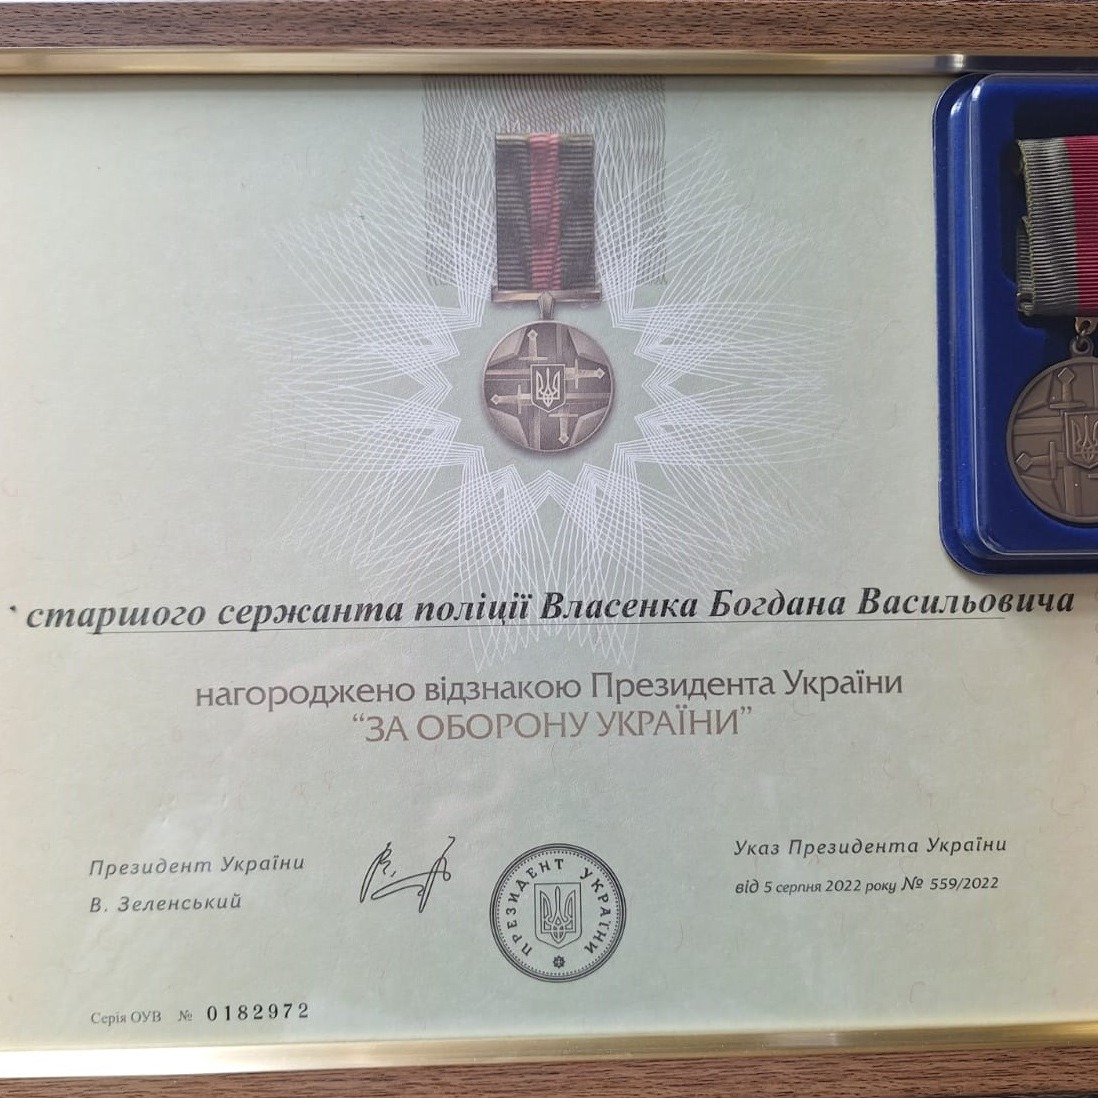 старшого сержанта поліції Власенка Богдана Васильовича
нагороджено відзнакою Президента України
“ЗА ОБОРОНУ УКРАЇНИ”
Президент України
В. Зеленський
ПРЕЗИДЕНТ УКРАЇНИ
Указ Президента України
від 5 серпня 2022 року № 559/2022
Серія ОУВ № 0182972